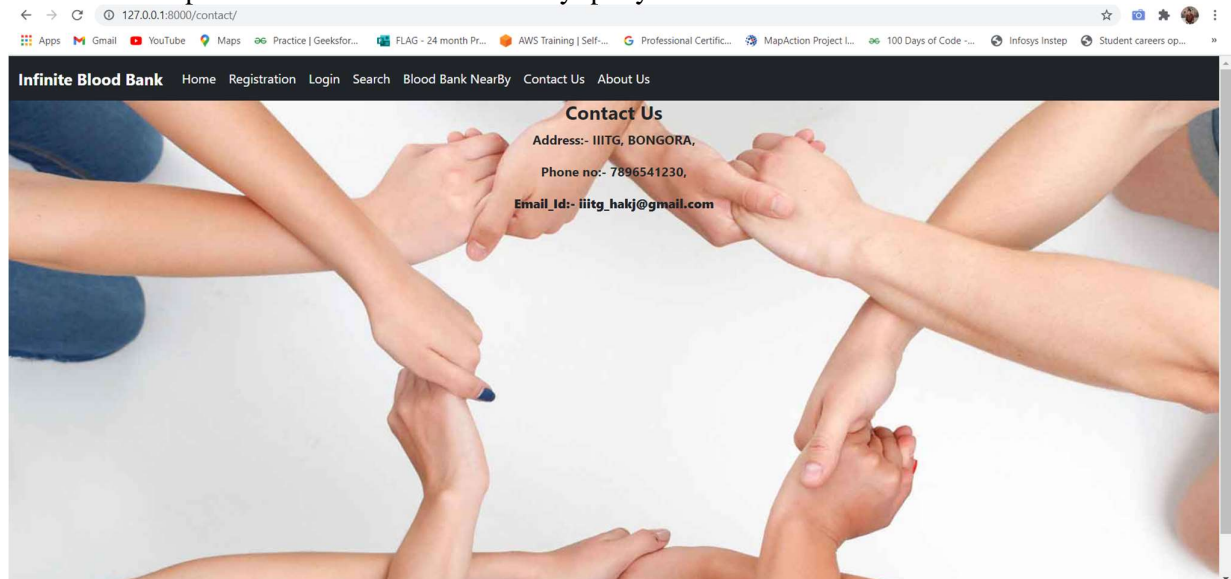 127.0.0.1:8000/contact/
Apps Gmail YouTube Maps Practice | Geeksfor... FLAG - 24 month Pr... AWS Training | Self-... Professional Certific... MapAction Project I... 100 Days of Code -... Infosys Instep Student careers op... »
Infinite Blood Bank Home Registration Login Search Blood Bank NearBy Contact Us About Us
Contact Us
Address:- IIITG, BONGORA,
Phone no:- 7896541230,
Email_Id:- iiitg_hakj@gmail.com